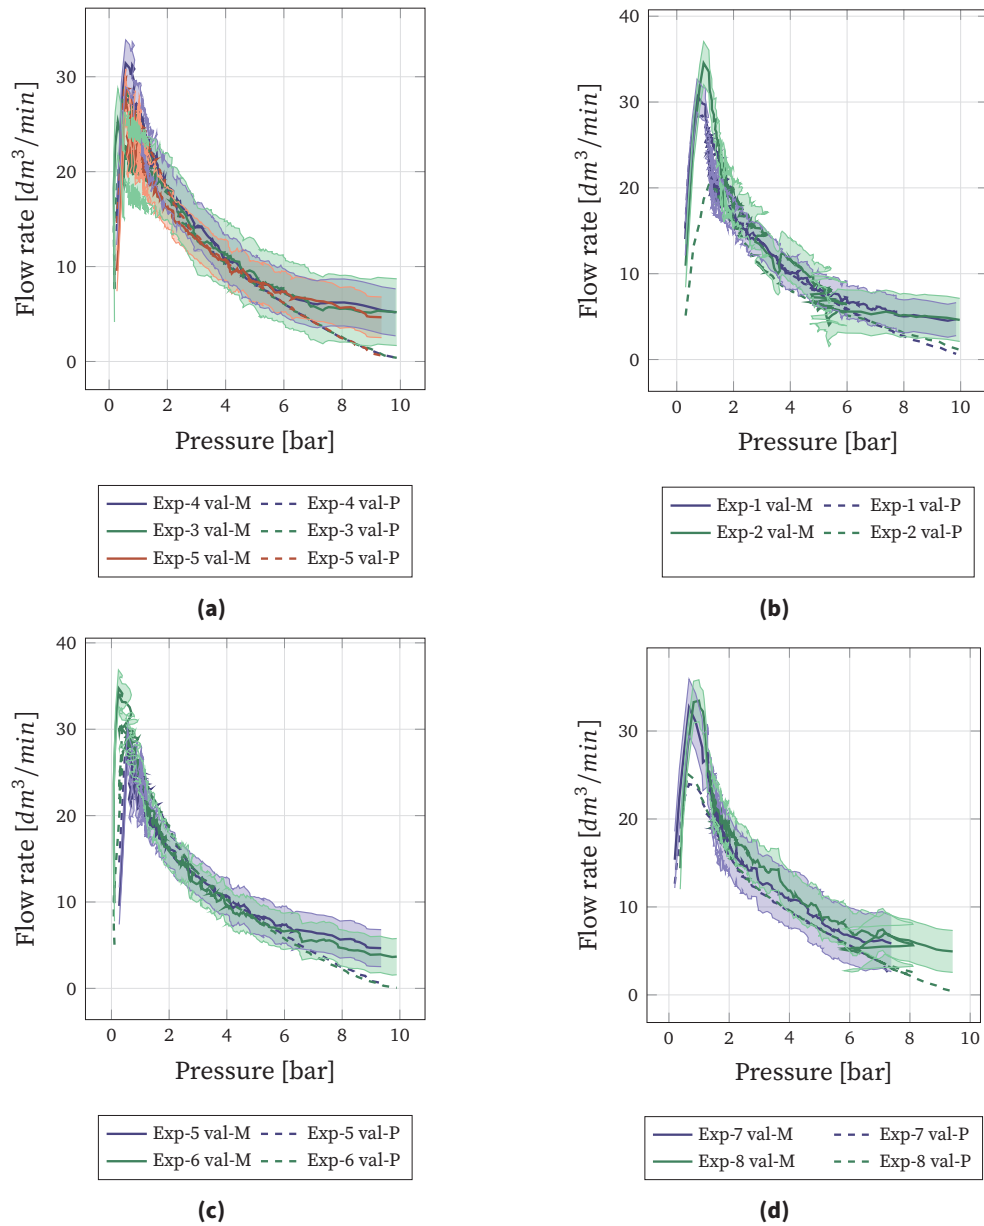 30
20
10
0
0 2 4 6 8 10
Flow rate [dm³/min]
Pressure [bar]
Exp-4 val-M Exp-4 val-P
Exp-3 val-M Exp-3 val-P
Exp-5 val-M Exp-5 val-P
(a)
40
30
20
10
0
0 2 4 6 8 10
Flow rate [dm³/min]
Pressure [bar]
Exp-1 val-M Exp-1 val-P
Exp-2 val-M Exp-2 val-P
(b)
40
30
20
10
0
0 2 4 6 8 10
Flow rate [dm³/min]
Pressure [bar]
Exp-5 val-M Exp-5 val-P
Exp-6 val-M Exp-6 val-P
(c)
30
20
10
0
0 2 4 6 8 10
Flow rate [dm³/min]
Pressure [bar]
Exp-7 val-M Exp-7 val-P
Exp-8 val-M Exp-8 val-P
(d)